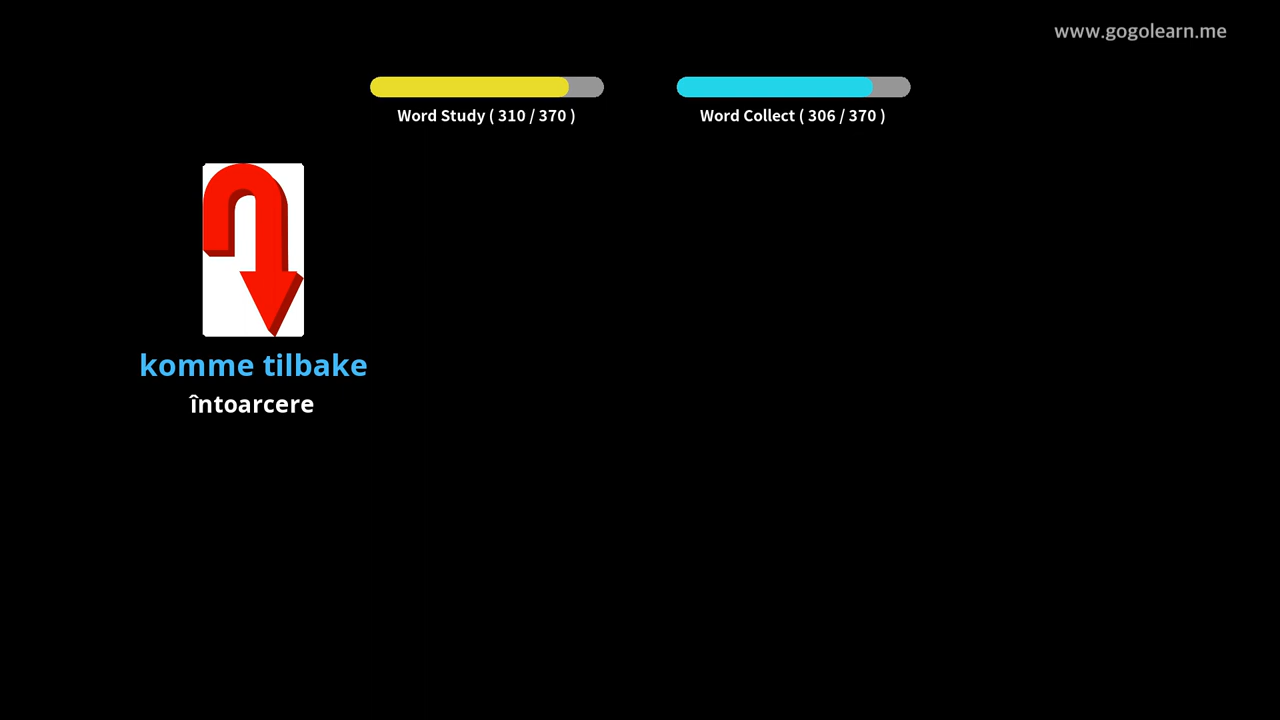 www.gogolearn.me
Word Study ( 310 / 370 )
Word Collect ( 306 / 370 )
komme tilbake
întoarcere